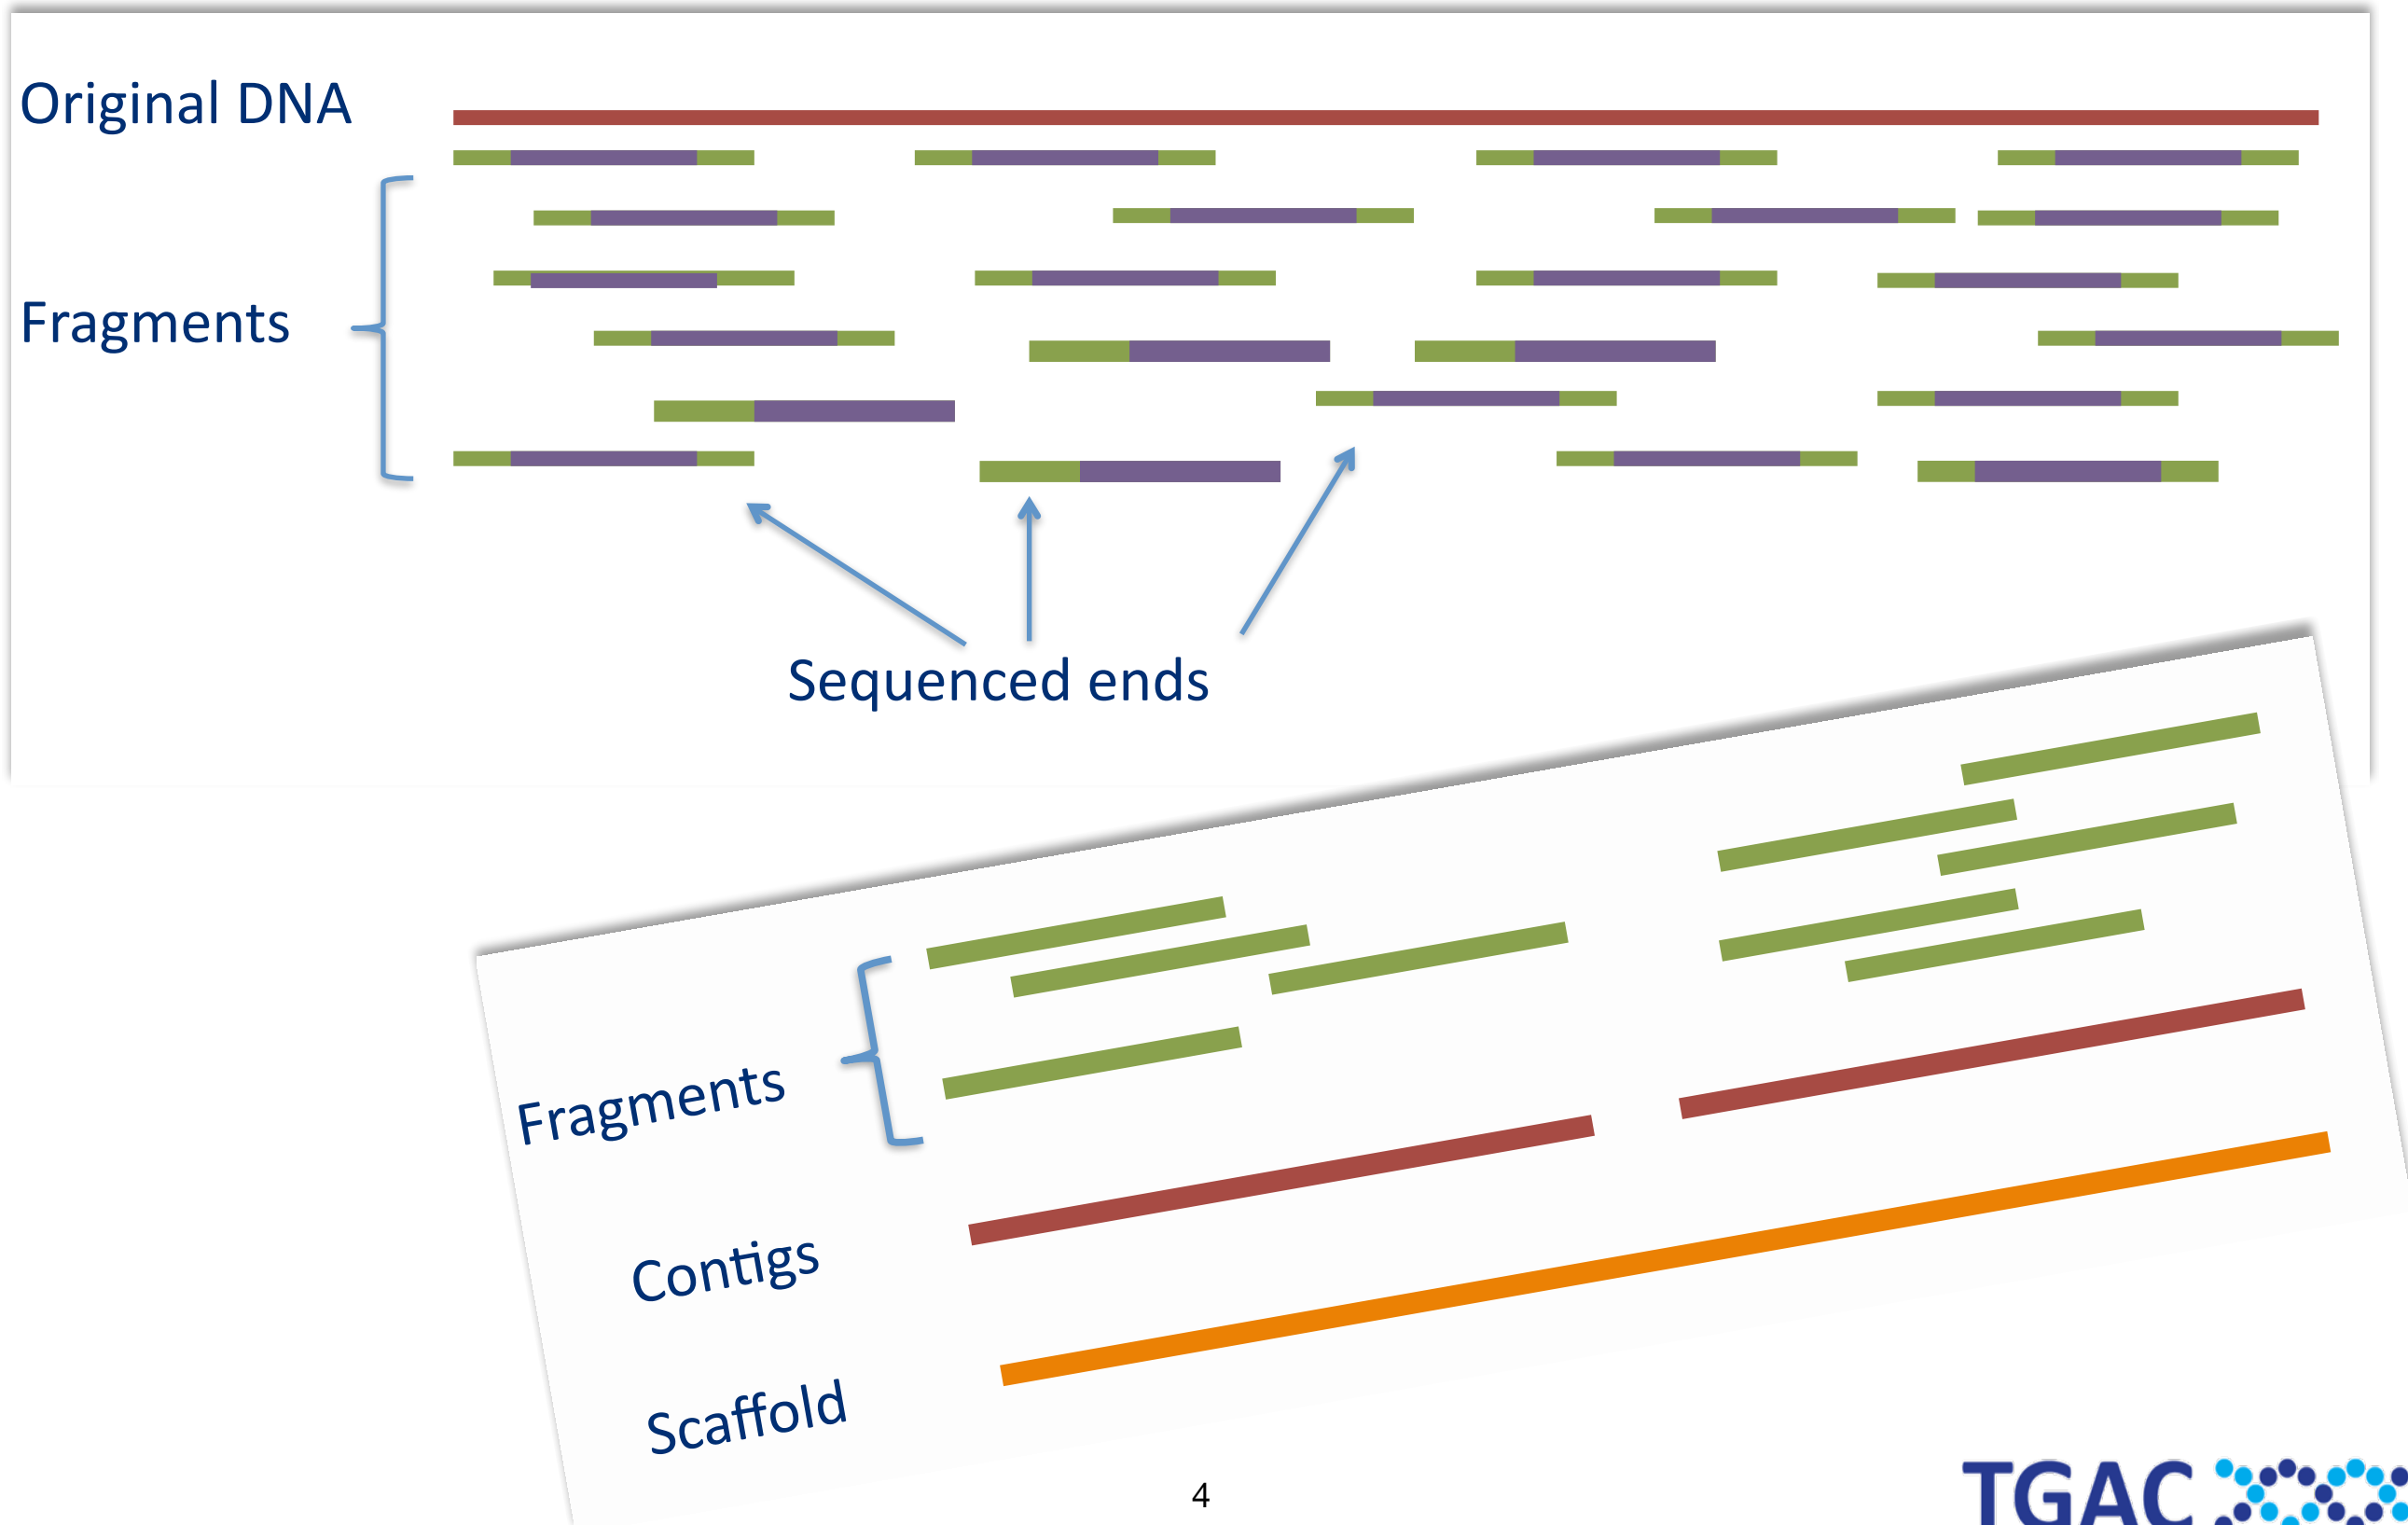 Original DNA
Fragments
Sequenced ends
Fragments
Contigs
Scaffold
4
TGAC